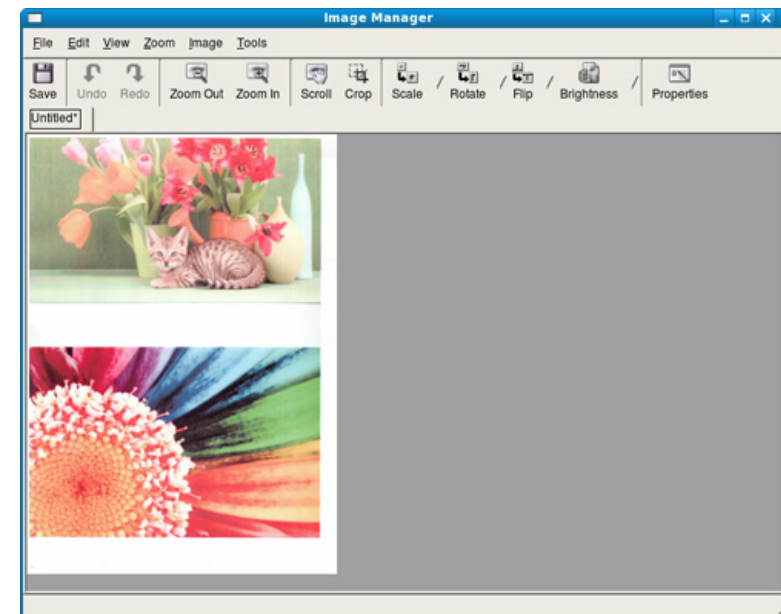 Image Manager
File Edit View Zoom Image Tools
Save Undo Redo Zoom Out Zoom In Scroll Crop Scale / Rotate / Flip / Brightness / Properties
Untitled*